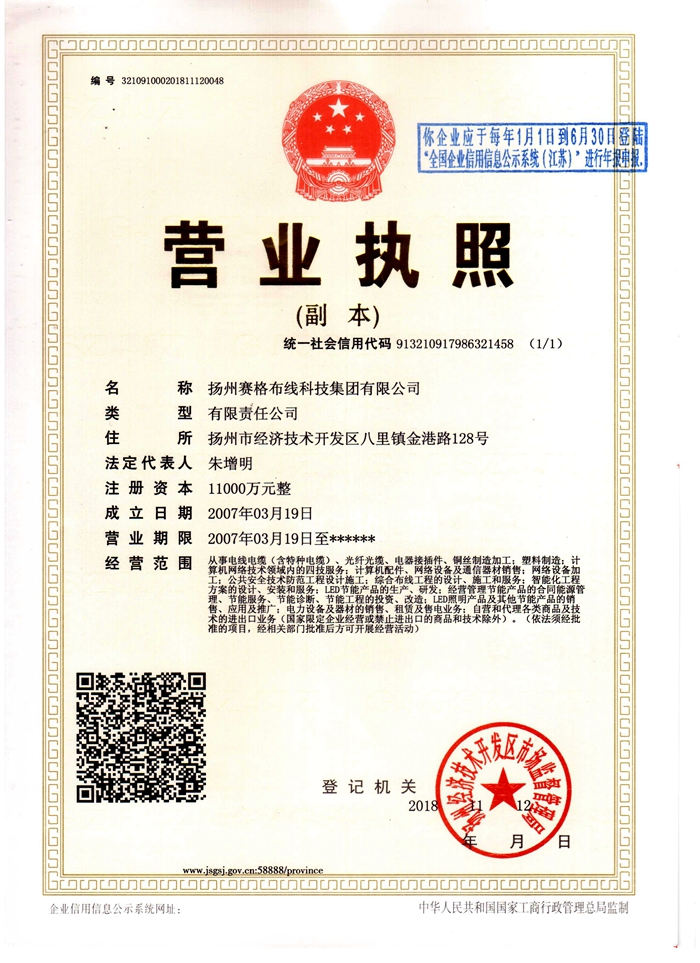 编 号 321091000201811120048
你企业应于每年1月1日到6月30日登陆
“全国企业信用信息公示系统(江苏)”进行年报申报。
营业执照
(副 本)
统一社会信用代码 913210917986321458 (1/1)
名 称 扬州赛格布线科技集团有限公司
类 型 有限责任公司
住 所 扬州市经济技术开发区八里镇金港路128号
法定代表人 朱增明
注册资本 11000万元整
成立日期 2007年03月19日
营业期限 2007年03月19日至******
经营范围 从事电线电缆(含特种电缆)、光纤光缆、电器接插件、铜丝制造加工;塑料制造;计
算机网络技术领域内的四技服务;计算机配件、网络设备及通信器材销售;网络设备加
工;公共安全技术防范工程设计施工;综合布线工程的设计、施工和服务;智能化工程
方案的设计、安装和服务;LED节能产品的生产、研发;经营管理节能产品的合同能源管
理、节能服务、节能诊断、节能工程的投资、改造;LED照明产品及其他节能产品的销
售、应用及推广;电力设备及器材的销售、租赁及售电业务;自营和代理各类商品及技
术的进出口业务(国家限定企业经营或禁止进出口的商品和技术除外)。(依法须经批
准的项目,经相关部门批准后方可开展经营活动)
登记机关
扬州经济技术开发区市场监督管理局
2018 11 12
年 月 日
www.jsgsj.gov.cn:58888/province
企业信用信息公示系统网址:
中华人民共和国国家工商行政管理总局监制